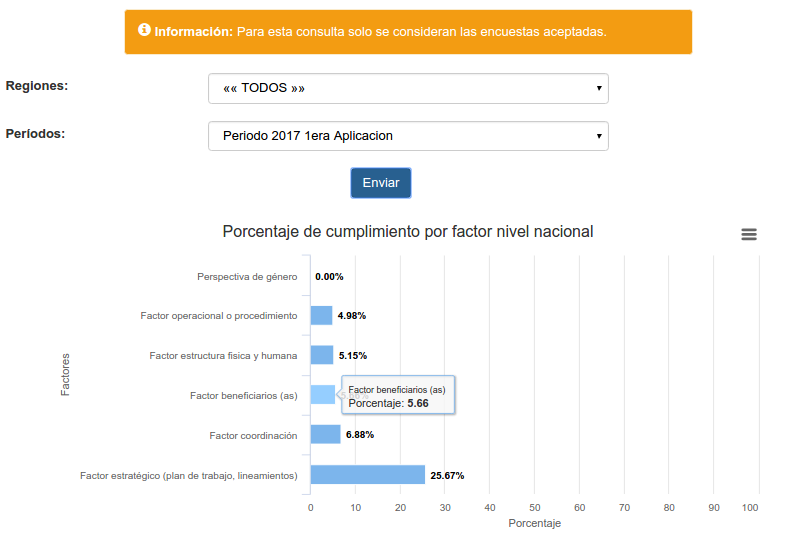 Información: Para esta consulta solo se consideran las encuestas aceptadas.
Regiones:
«« TODOS »»
Períodos:
Periodo 2017 1era Aplicacion
Enviar
Porcentaje de cumplimiento por factor nivel nacional
Factores
Perspectiva de género 0.00%
Factor operacional o procedimiento 4.98%
Factor estructura fisica y humana 5.15%
Factor beneficiarios (as)
Factor beneficiarios (as)
Porcentaje: 5.66
Factor coordinación 6.88%
Factor estratégico (plan de trabajo, lineamientos) 25.67%
0 10 20 30 40 50 60 70 80 90 100
Porcentaje